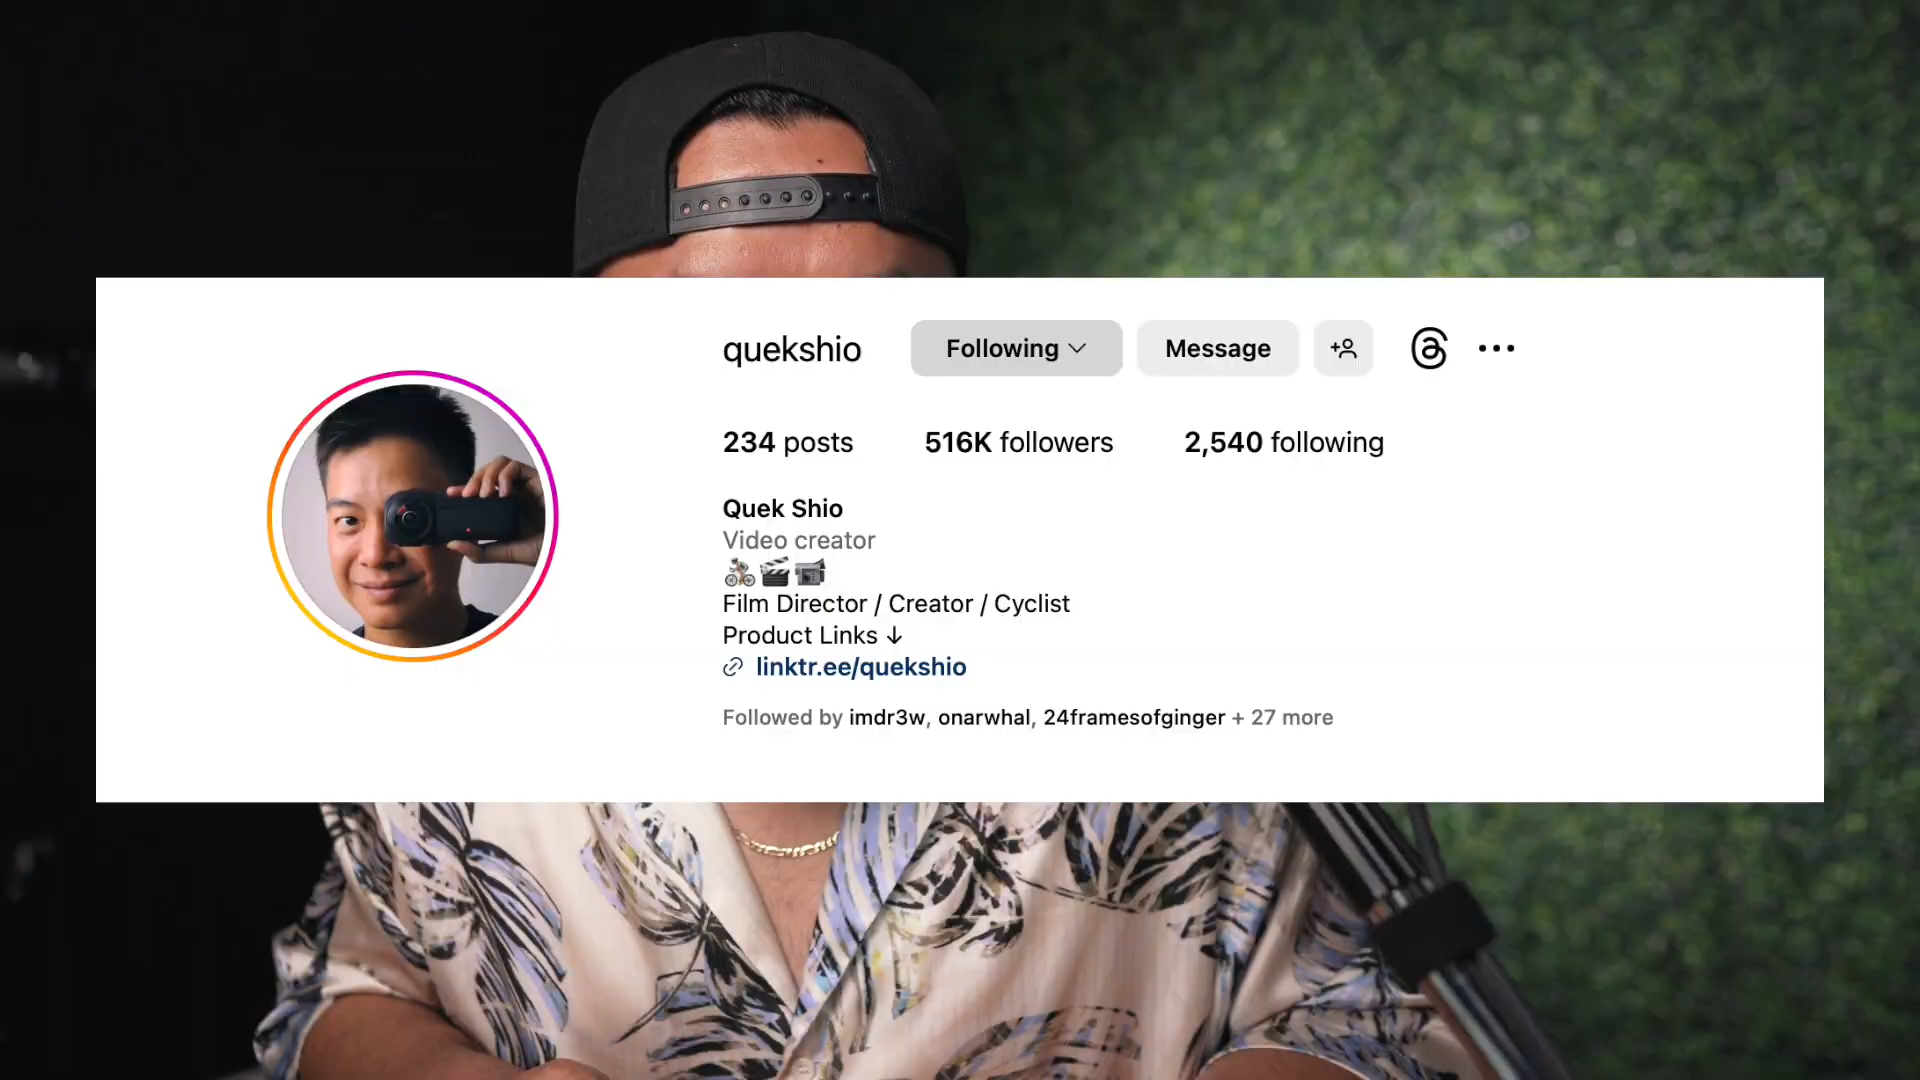 quekshio Following Message
234 posts 516K followers 2,540 following
Quek Shio
Video creator
Film Director / Creator / Cyclist
Product Links ↓
linktr.ee/quekshio
Followed by imdr3w, onarwhal, 24framesofginger + 27 more